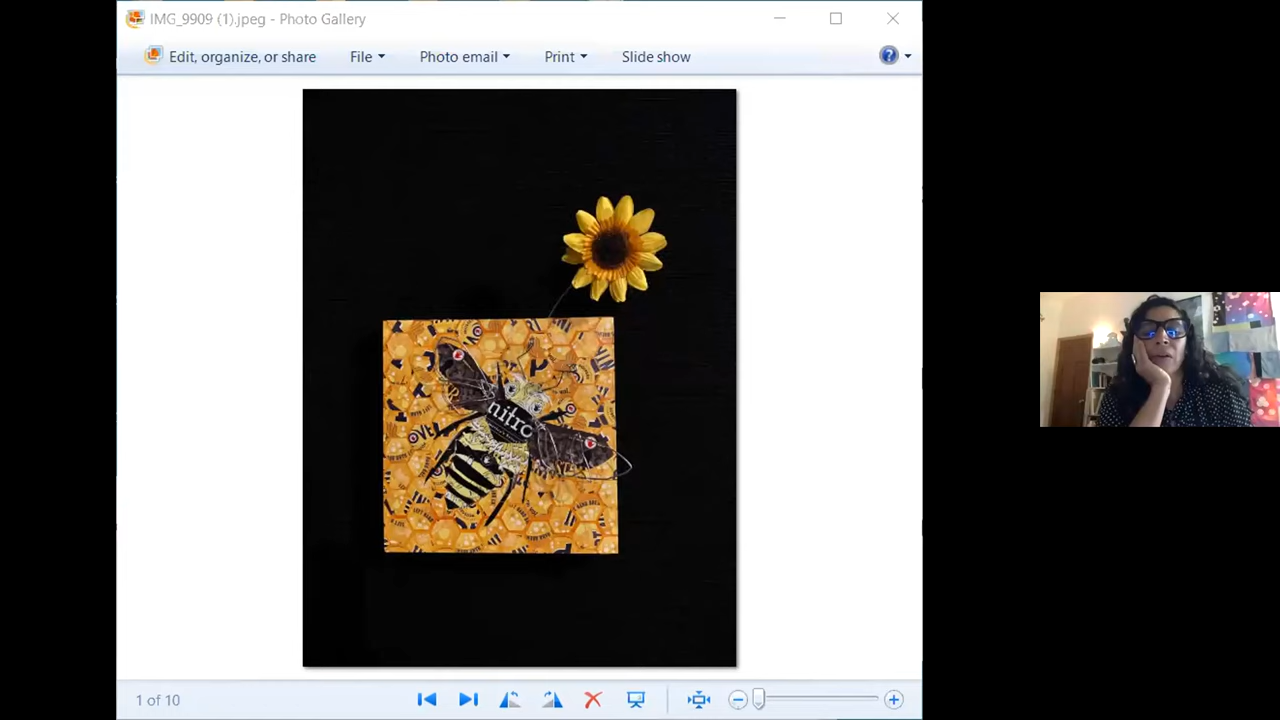 IMG_9909 (1).jpeg - Photo Gallery
Edit, organize, or share File Photo email Print Slide show
nitro
1 of 10